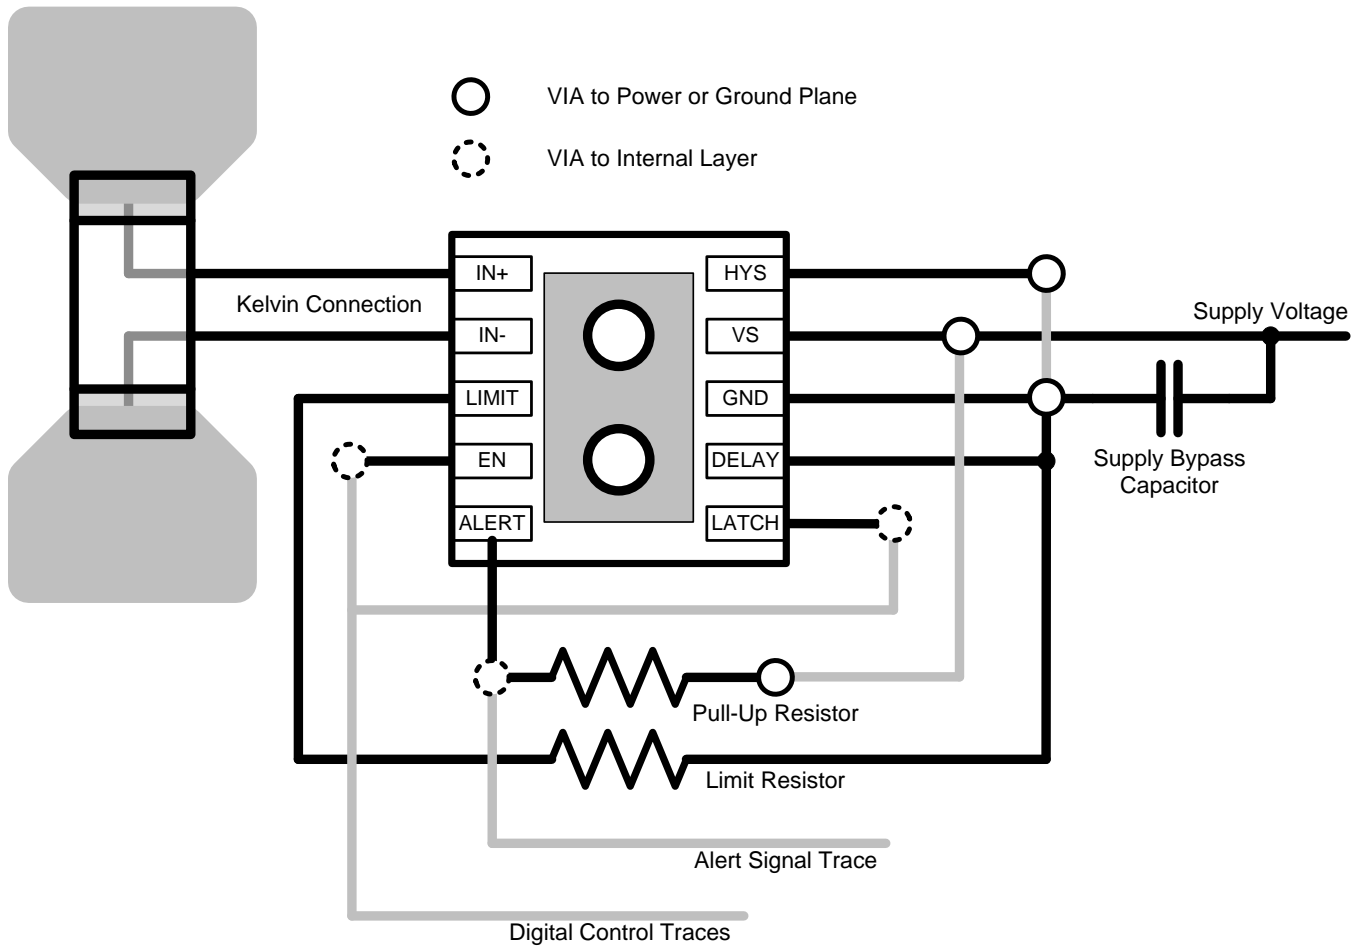 VIA to Power or Ground Plane
VIA to Internal Layer
IN+
HYS
Kelvin Connection
Supply Voltage
IN-
VS
LIMIT
GND
EN
DELAY
Supply Bypass
Capacitor
ALERT
LATCH
Pull-Up Resistor
Limit Resistor
Alert Signal Trace
Digital Control Traces